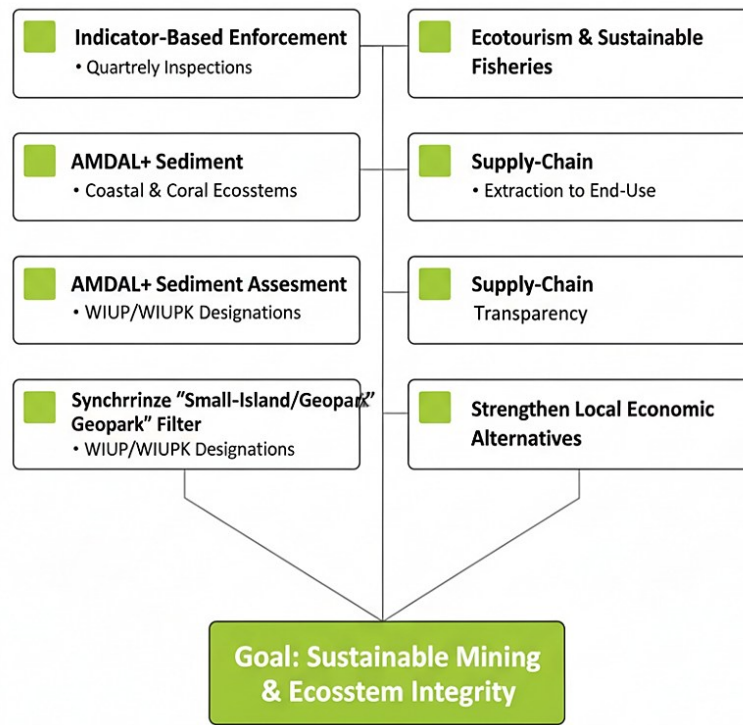 Indicator-Based Enforcement
• Quartrely Inspections
Ecotourism & Sustainable
Fisheries
AMDAL+ Sediment
• Coastal & Coral Ecosstems
Supply-Chain
• Extraction to End-Use
AMDAL+ Sediment Assesment
• WIUP/WIUPK Designations
Supply-Chain
Transparency
Synchrrinze “Small-Island/Geopark”
Geopark” Filter
• WIUP/WIUPK Designations
Strengthen Local Economic
Alternatives
Goal: Sustainable Mining
& Ecosstem Integrity